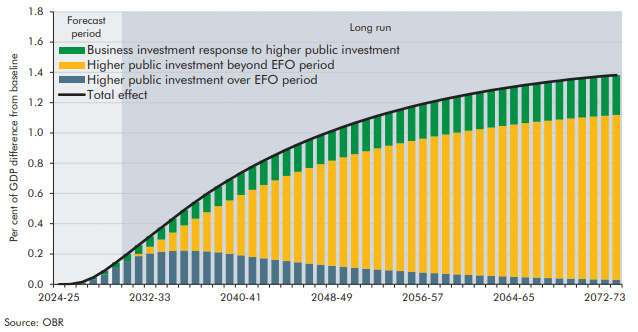 1.8
1.6
1.4
1.2
1.0
0.8
0.6
0.4
0.2
0.0
Per cent of GDP difference from baseline
Forecast
period
Long run
Business investment response to higher public investment
Higher public investment beyond EFO period
Higher public investment over EFO period
Total effect
2024-25 2032-33 2040-41 2048-49 2056-57 2064-65 2072-73
Source: OBR